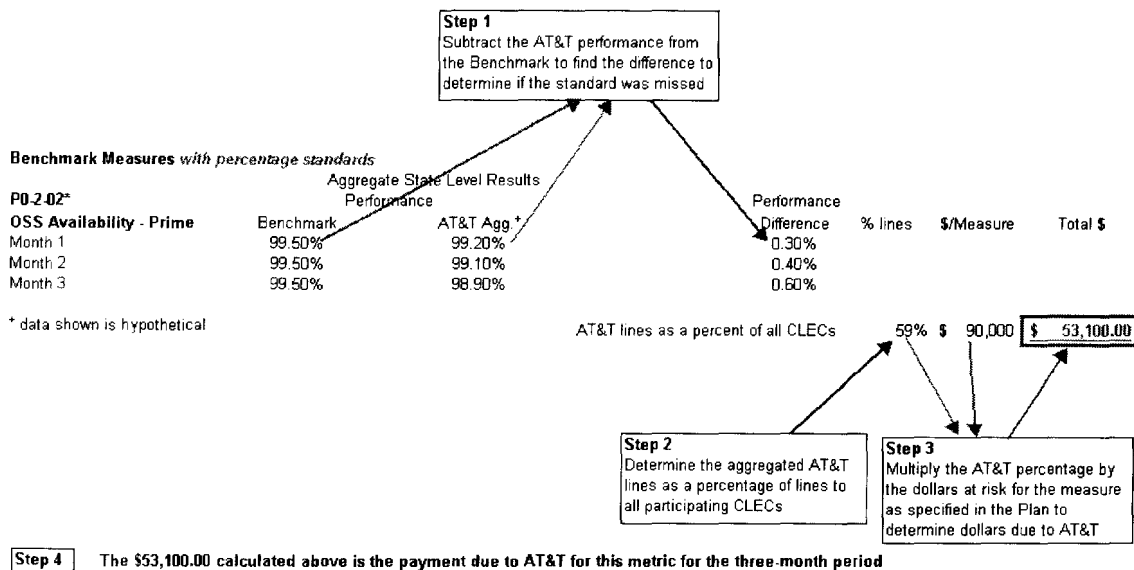 Step 1
Subtract the AT&T performance from
the Benchmark to find the difference to
determine if the standard was missed
Benchmark Measures with percentage standards
Aggregate State Level Results
PO-2-02* Performance Performance
OSS Availability - Prime Benchmark AT&T Agg.+ Difference % lines $/Measure Total $
Month 1 99.50% 99.20% 0.30%
Month 2 99.50% 99.10% 0.40%
Month 3 99.50% 98.90% 0.60%
+ data shown is hypothetical
AT&T lines as a percent of all CLECs 59% $ 90,000 $ 53,100.00
Step 2
Determine the aggregated AT&T
lines as a percentage of lines to
all participating CLECs
Step 3
Multiply the AT&T percentage by
the dollars at risk for the measure
as specified in the Plan to
determine dollars due to AT&T
Step 4 The $53,100.00 calculated above is the payment due to AT&T for this metric for the three-month period